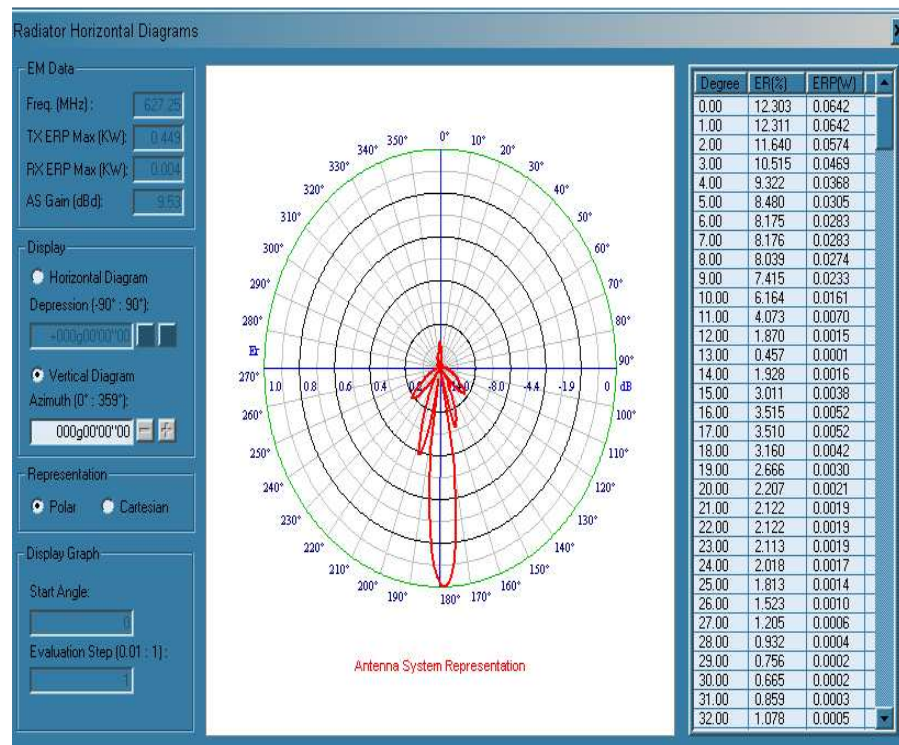 Radiator Horizontal Diagrams
EM Data
Freq. (MHz) : 627.25
TX ERP Max (KW): 0.449
RX ERP Max (KW): 0.004
AS Gain (dBd): 9.53
Display
Horizontal Diagram
Depression (-90° : 90°):
+000g00'00"00
Vertical Diagram
Azimuth (0° : 359°):
000g00'00"00
Representation
Polar Cartesian
Display Graph
Start Angle:
0
Evaluation Step (0.01 : 1) :
1
0°
350° 10°
340° 20°
330° 30°
320° 40°
310° 50°
300° 60°
290° 70°
280° 80°
Er 90°
270° 1.0 0.8 0.6 0.4 -8.0 -4.4 -1.9 0 dB
260° 100°
250° 110°
240° 120°
230° 130°
220° 140°
210° 150°
200° 160°
190° 180° 170°
Antenna System Representation
Degree ER(%) ERP(W)
0.00 12.303 0.0642
1.00 12.311 0.0642
2.00 11.640 0.0574
3.00 10.515 0.0469
4.00 9.322 0.0368
5.00 8.480 0.0305
6.00 8.175 0.0283
7.00 8.176 0.0283
8.00 8.039 0.0274
9.00 7.415 0.0233
10.00 6.164 0.0161
11.00 4.073 0.0070
12.00 1.870 0.0015
13.00 0.457 0.0001
14.00 1.928 0.0016
15.00 3.011 0.0038
16.00 3.515 0.0052
17.00 3.510 0.0052
18.00 3.160 0.0042
19.00 2.666 0.0030
20.00 2.207 0.0021
21.00 2.122 0.0019
22.00 2.122 0.0019
23.00 2.113 0.0019
24.00 2.018 0.0017
25.00 1.813 0.0014
26.00 1.523 0.0010
27.00 1.205 0.0006
28.00 0.932 0.0004
29.00 0.756 0.0002
30.00 0.665 0.0002
31.00 0.859 0.0003
32.00 1.078 0.0005